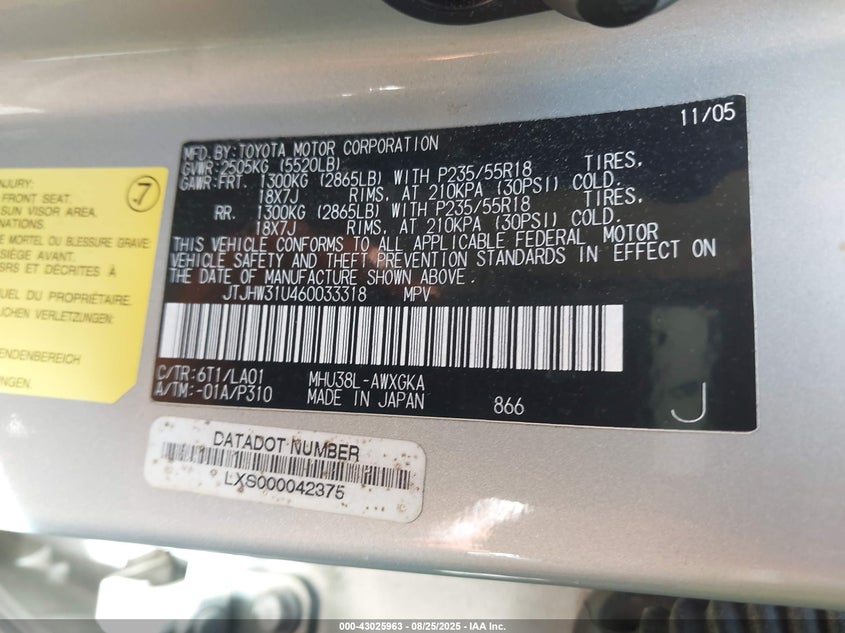 11/05
MFD.BY:TOYOTA MOTOR CORPORATION
GVWR:2505KG (5520LB)
GAWR:FRT. 1300KG (2865LB) WITH P235/55R18 TIRES,
18X7J RIMS, AT 210KPA (30PSI) COLD.
RR. 1300KG (2865LB) WITH P235/55R18 TIRES,
18X7J RIMS, AT 210KPA (30PSI) COLD.
THIS VEHICLE CONFORMS TO ALL APPLICABLE FEDERAL MOTOR
VEHICLE SAFETY AND THEFT PREVENTION STANDARDS IN EFFECT ON
THE DATE OF MANUFACTURE SHOWN ABOVE.
JTJHW31U460033318 MPV
C/TR:6T1/LA01 MHU38L-AWXGKA
A/TM:-01A/P310 MADE IN JAPAN 866 J
NJURY:
FRONT SEAT.
SUN VISOR AREA.
NATIONS.
E MORTEL OU BLESSURE GRAVE:
SIÈGE AVANT.
SRS ET DÉCRITES À
EL DU PROPRIÉTAIRE.
LICHEN VERLETZUNGEN:
ENDENBEREICH
7
DATADOT NUMBER
LXS000042375
000-43025963 - 08/25/2025 - IAA Inc.